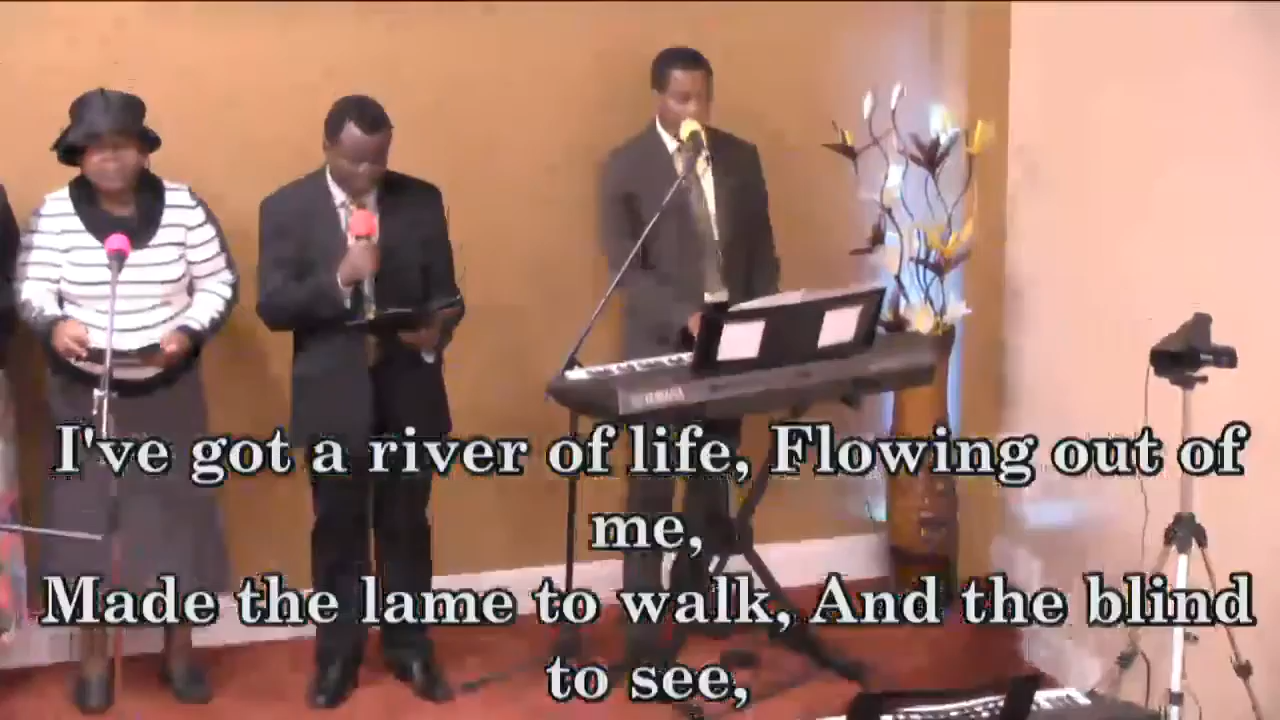 YAMAHA
I've got a river of life, Flowing out of
me,
Made the lame to walk, And the blind
to see,